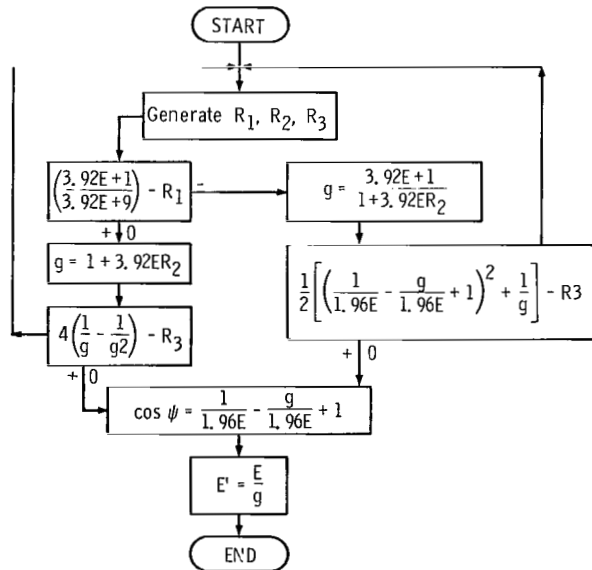 START
Generate R₁, R₂, R₃
(3.92E+1 / 3.92E+9) - R₁
-
g = 3.92E+1 / 1+3.92ER₂
+ 0
g = 1 + 3.92ER₂
1/2 [(1/1.96E - g/1.96E + 1)² + 1/g] - R3
4(1/g - 1/g2) - R₃
+ 0
+ 0
cos ψ = 1/1.96E - g/1.96E + 1
E' = E/g
END